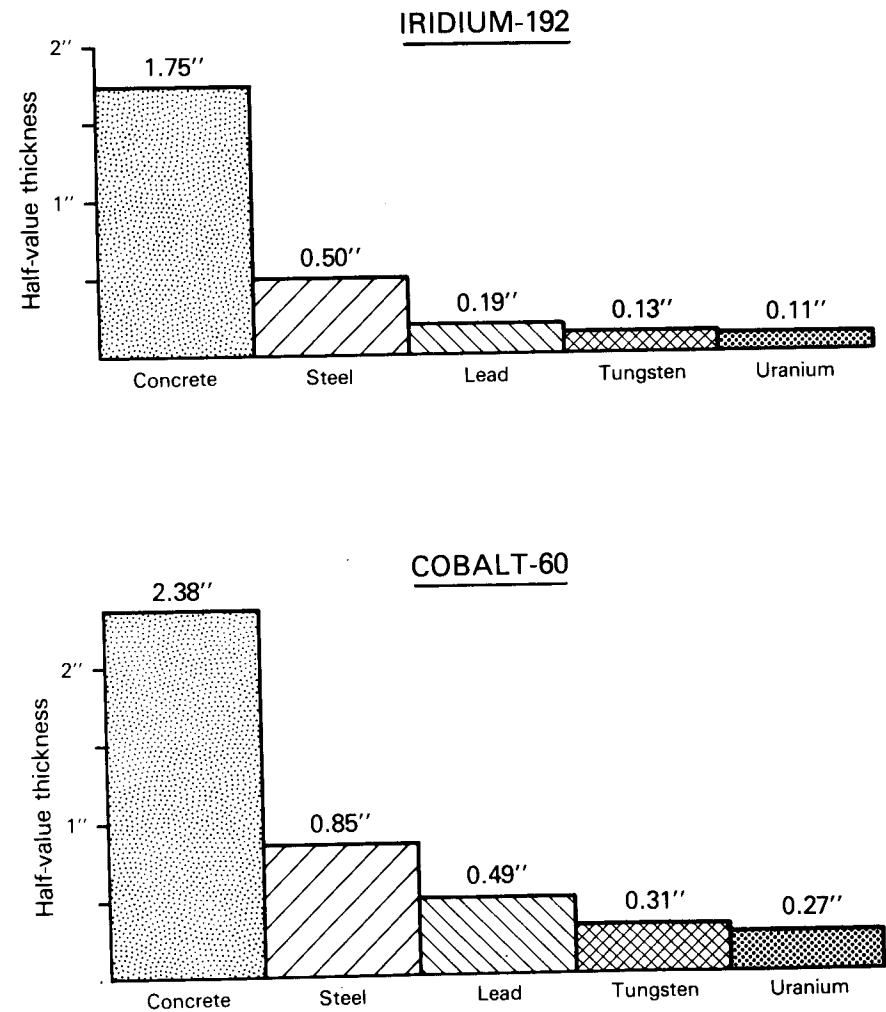 IRIDIUM-192
2''
1.75''
Half-value thickness
1''
0.50''
0.19''
0.13''
0.11''
Concrete
Steel
Lead
Tungsten
Uranium
COBALT-60
2.38''
2''
Half-value thickness
1''
0.85''
0.49''
0.31''
0.27''
Concrete
Steel
Lead
Tungsten
Uranium